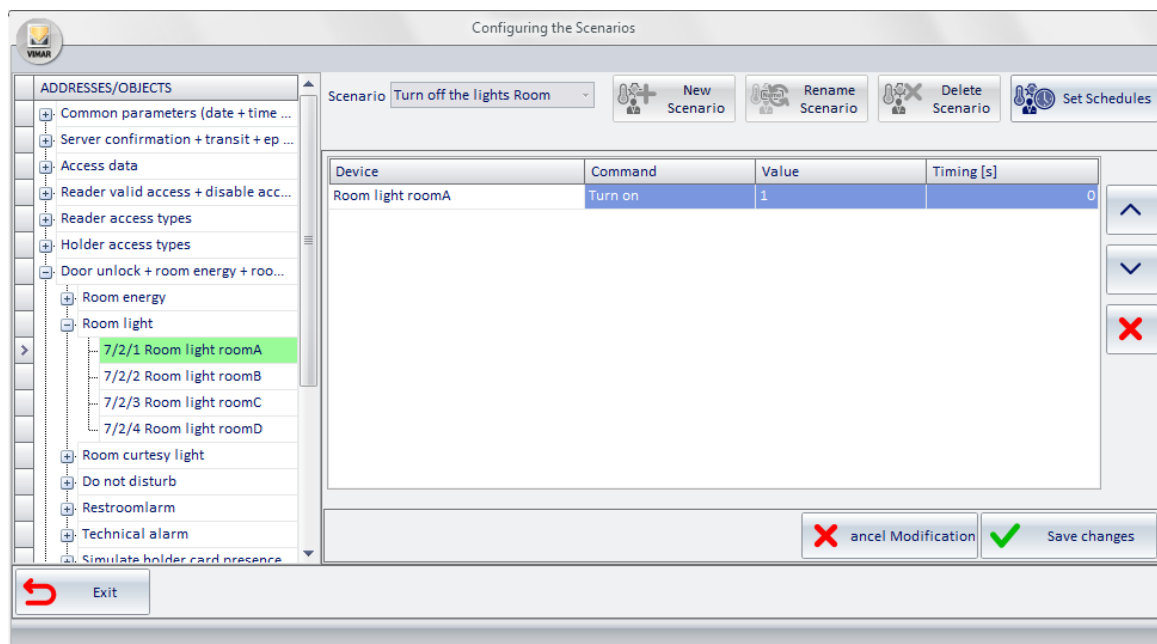 Configuring the Scenarios
VIMAR
ADDRESSES/OBJECTS
Common parameters (date + time ...
Server confirmation + transit + ep ...
Access data
Reader valid access + disable acc...
Reader access types
Holder access types
Door unlock + room energy + roo...
Room energy
Room light
7/2/1 Room light roomA
7/2/2 Room light roomB
7/2/3 Room light roomC
7/2/4 Room light roomD
Room curtesy light
Do not disturb
Restroomlarm
Technical alarm
Simulate holder card presence
Scenario Turn off the lights Room
New
Scenario
Rename
Scenario
Delete
Scenario
Set Schedules
Device Command Value Timing [s]
Room light roomA Turn on 1 0
ancel Modification
Save changes
Exit